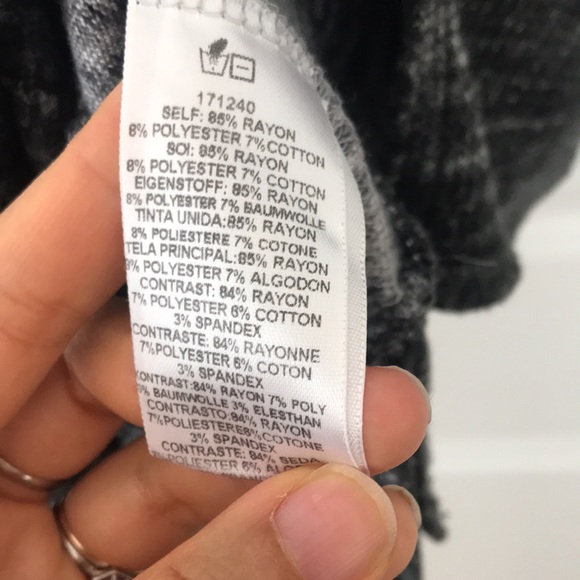 171240
SELF: 85% RAYON
8% POLYESTER 7% COTTON
SOI: 85% RAYON
8% POLYESTER 7% COTTON
EIGENSTOFF: 85% RAYON
8% POLYESTER 7% BAUMWOLLE
TINTA UNIDA:85% RAYON
8% POLIESTERE 7% COTONE
TELA PRINCIPAL:85% RAYON
8% POLYESTER 7% ALGODON
CONTRAST: 84% RAYON
7% POLYESTER 6% COTTON
3% SPANDEX
CONTRASTE: 84% RAYONNE
7%POLYESTER 6% COTON
3% SPANDEX
KONTRAST:84% RAYON 7% POLY
BAUMWOLLE 3% ELESTHAN
CONTRASTO:84% RAYON
7%POLIESTERE6%COTONE
3% SPANDEX
CONTRASTE: 84% SEDA
7% POLIESTER 6%